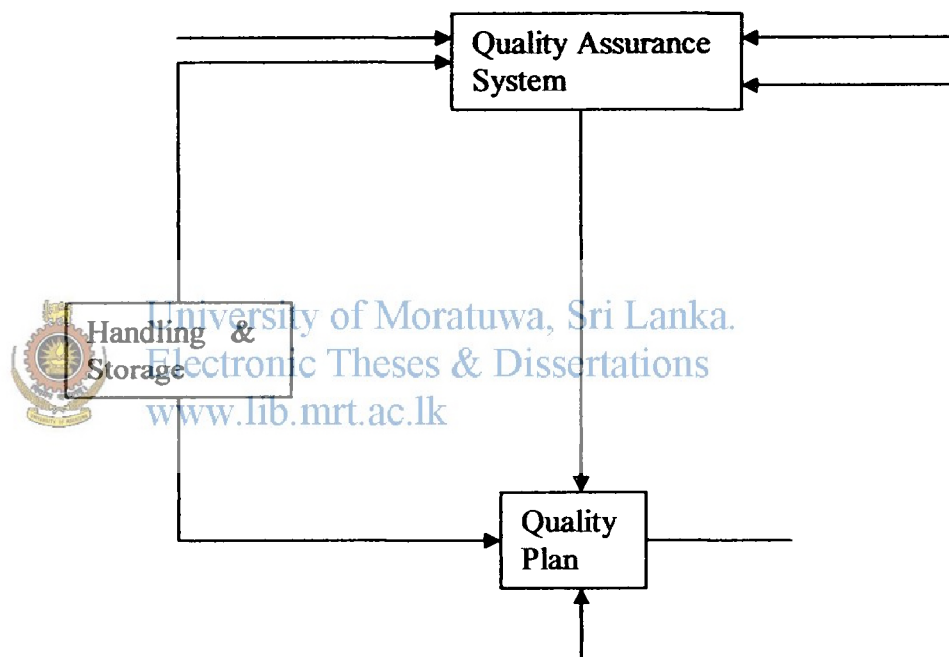 Quality Assurance
System
University of Moratuwa, Sri Lanka.
Handling &
Electronic Theses & Dissertations
Storage
www.lib.mrt.ac.lk
Quality
Plan